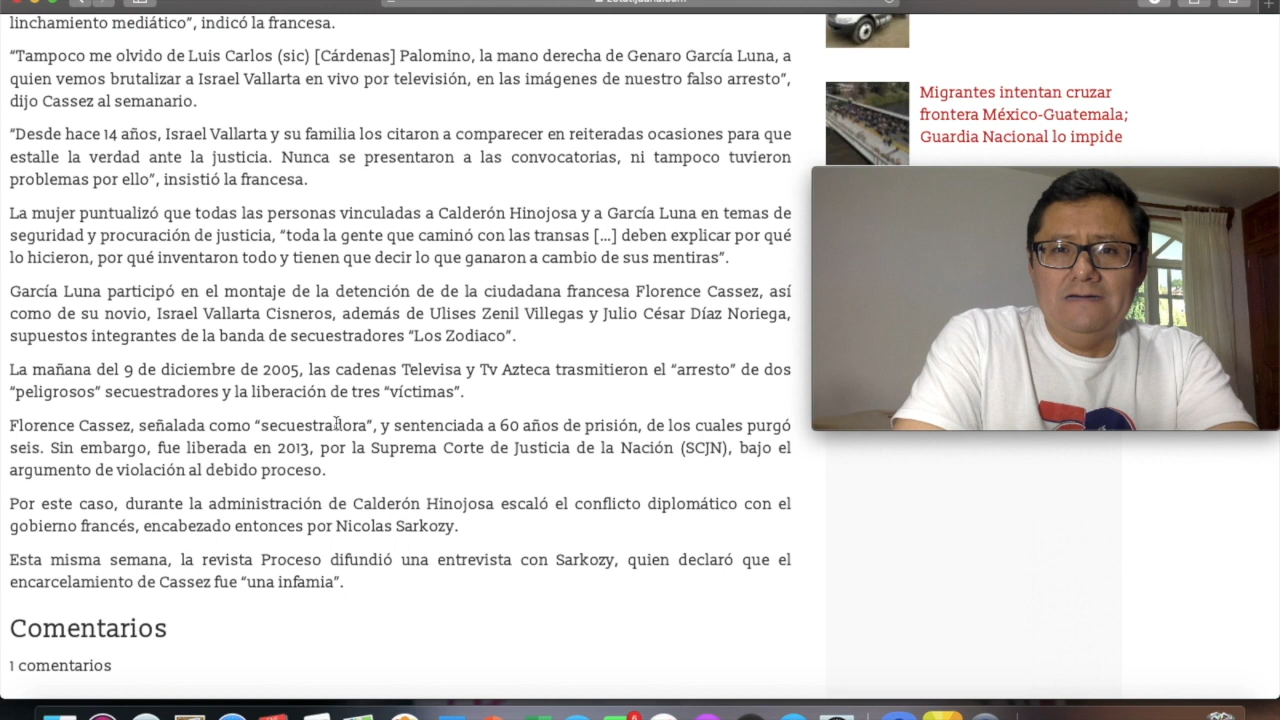 linchamiento mediático”, indicó la francesa.
“Tampoco me olvido de Luis Carlos (sic) [Cárdenas] Palomino, la mano derecha de Genaro García Luna, a
quien vemos brutalizar a Israel Vallarta en vivo por televisión, en las imágenes de nuestro falso arresto”,
dijo Cassez al semanario.
“Desde hace 14 años, Israel Vallarta y su familia los citaron a comparecer en reiteradas ocasiones para que
estalle la verdad ante la justicia. Nunca se presentaron a las convocatorias, ni tampoco tuvieron
problemas por ello”, insistió la francesa.
La mujer puntualizó que todas las personas vinculadas a Calderón Hinojosa y a García Luna en temas de
seguridad y procuración de justicia, “toda la gente que caminó con las transas [...] deben explicar por qué
lo hicieron, por qué inventaron todo y tienen que decir lo que ganaron a cambio de sus mentiras”.
García Luna participó en el montaje de la detención de de la ciudadana francesa Florence Cassez, así
como de su novio, Israel Vallarta Cisneros, además de Ulises Zenil Villegas y Julio César Díaz Noriega,
supuestos integrantes de la banda de secuestradores “Los Zodiaco”.
La mañana del 9 de diciembre de 2005, las cadenas Televisa y Tv Azteca trasmitieron el “arresto” de dos
“peligrosos” secuestradores y la liberación de tres “víctimas”.
Florence Cassez, señalada como “secuestradora”, y sentenciada a 60 años de prisión, de los cuales purgó
seis. Sin embargo, fue liberada en 2013, por la Suprema Corte de Justicia de la Nación (SCJN), bajo el
argumento de violación al debido proceso.
Por este caso, durante la administración de Calderón Hinojosa escaló el conflicto diplomático con el
gobierno francés, encabezado entonces por Nicolas Sarkozy.
Esta misma semana, la revista Proceso difundió una entrevista con Sarkozy, quien declaró que el
encarcelamiento de Cassez fue “una infamia”.
Comentarios
1 comentarios
Migrantes intentan cruzar
frontera México-Guatemala;
Guardia Nacional lo impide